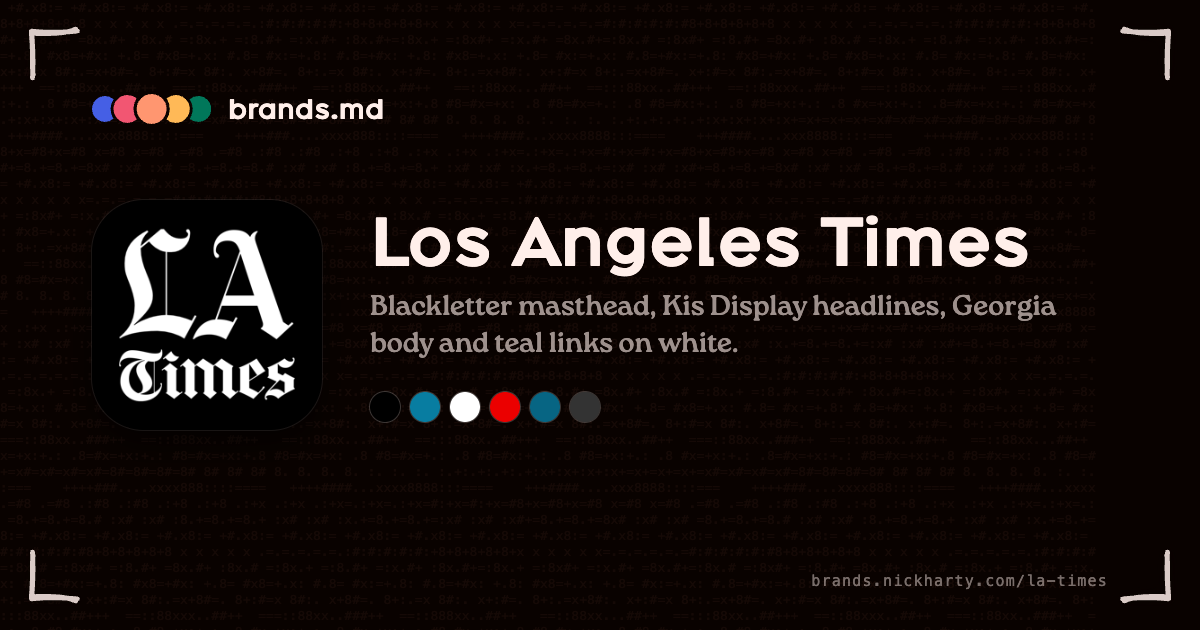 brands.md
LA
Times
Los Angeles Times
Blackletter masthead, Kis Display headlines, Georgia
body and teal links on white.
brands.nickharty.com/la-times